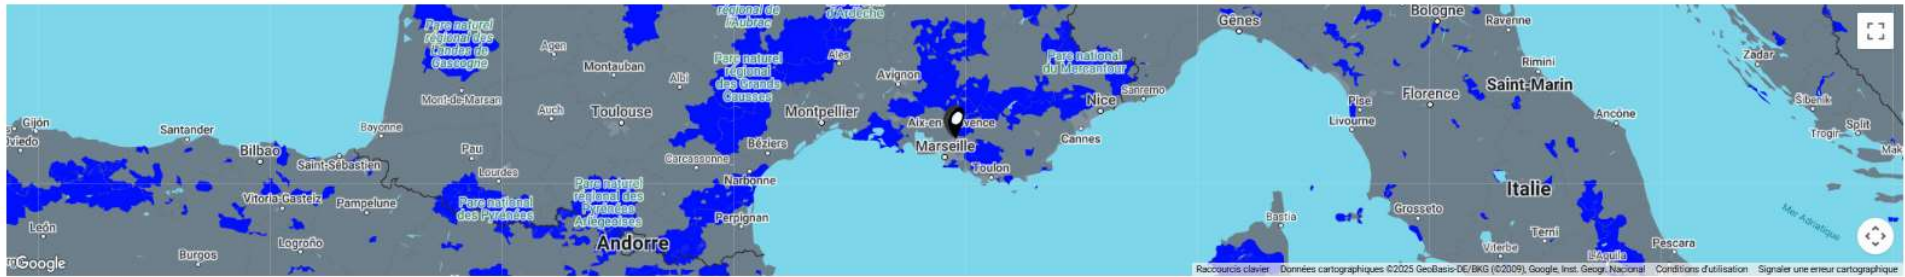 Parc naturel
régional des
Landes de
Gascogne
Mont-de-Marsan
Agen
Montauban
Auch
Toulouse
Albi
régional de
l'Aubrac
d'Ardèche
Parc naturel
régional
des Grands
Causses
Alès
Avignon
Montpellier
Aix-en-Provence
Marseille
Toulon
Parc national
du Mercantour
Nice
Sanremo
Cannes
Gênes
Bologne
Ravenne
Rimini
Saint-Marin
Pise
Florence
Livourne
Ancône
Zadar
Šibenik
Split
Trogir
Mak
Gijón
Oviedo
Santander
Bilbao
Bayonne
Saint-Sébastien
Pau
Lourdes
Carcassonne
Béziers
Narbonne
Vitoria-Gasteiz
Pampelune
Parc national
des Pyrénées
Parc naturel
régional des
Pyrénées
Ariégeoises
Perpignan
León
Burgos
Logroño
Andorre
Bastia
Grosseto
Italie
Viterbe
Terni
L'Aquila
Pescara
Mer Adriatique
Google
Raccourcis clavier
Données cartographiques ©2025 GeoBasis-DE/BKG (©2009), Google, Inst. Geogr. Nacional
Conditions d'utilisation
Signaler une erreur cartographique